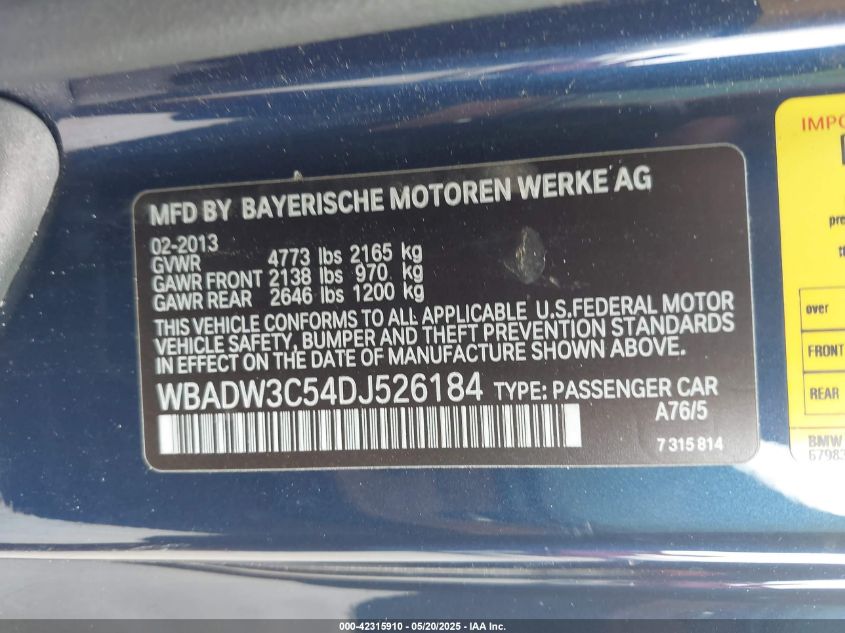 MFD BY BAYERISCHE MOTOREN WERKE AG
02-2013
GVWR 4773 lbs 2165 kg
GAWR FRONT 2138 lbs 970 kg
GAWR REAR 2646 lbs 1200 kg
THIS VEHICLE CONFORMS TO ALL APPLICABLE U.S.FEDERAL MOTOR
VEHICLE SAFETY, BUMPER AND THEFT PREVENTION STANDARDS
IN EFFECT ON THE DATE OF MANUFACTURE SHOWN ABOVE.
WBADW3C54DJ526184 TYPE: PASSENGER CAR
A76/5
7 315 814
IMPO
pre
over
FRONT
REAR
BMW
6798
000-42315910 - 05/20/2025 - IAA Inc.